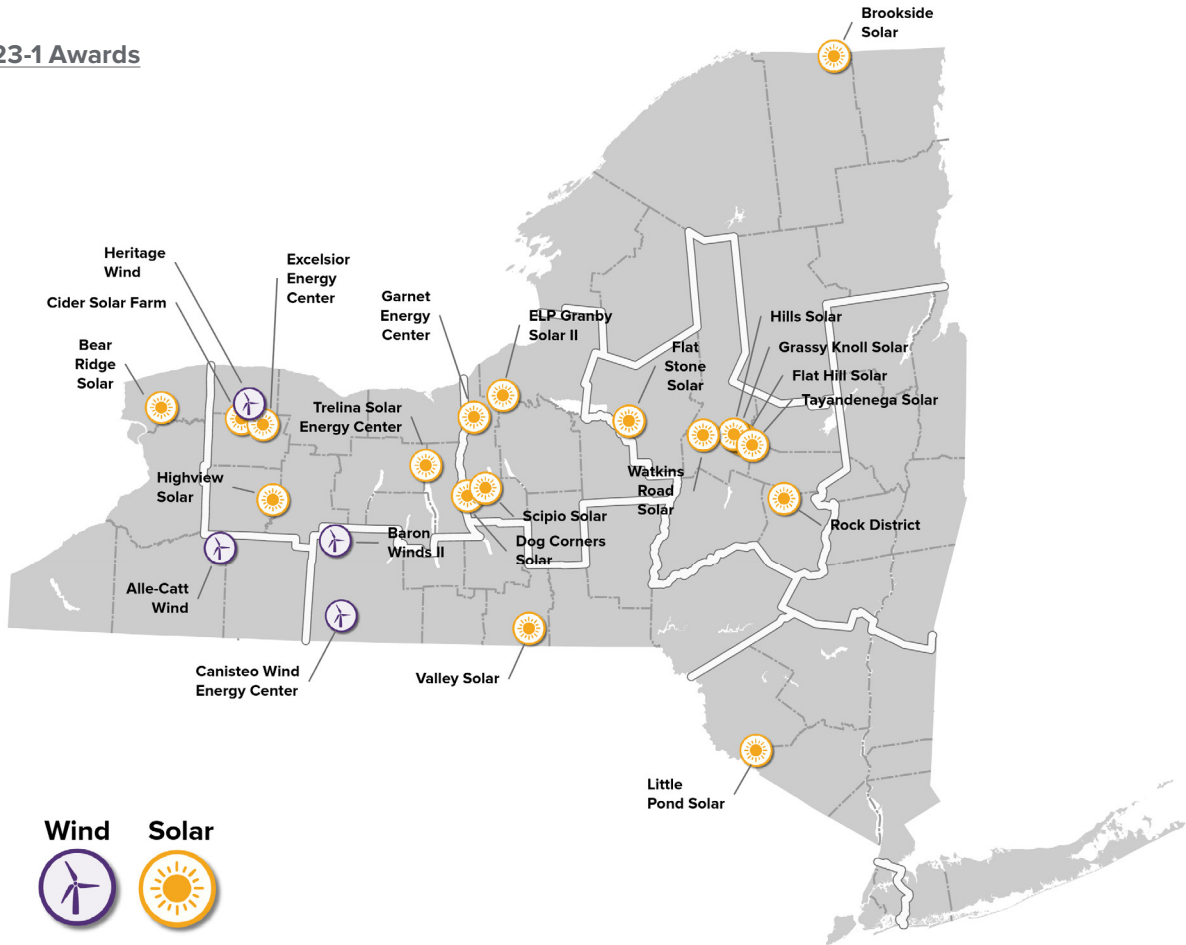 23-1 Awards
Brookside
Solar
Heritage
Wind
Excelsior
Energy
Center
Cider Solar Farm
Garnet
Energy
Center
ELP Granby
Solar II
Bear
Ridge
Solar
Flat
Stone
Solar
Hills Solar
Grassy Knoll Solar
Flat Hill Solar
Tayandenega Solar
Trelina Solar
Energy Center
Highview
Solar
Watkins
Road
Solar
Scipio Solar
Rock District
Baron
Winds II
Dog Corners
Solar
Alle-Catt
Wind
Canisteo Wind
Energy Center
Valley Solar
Little
Pond Solar
Wind
Solar